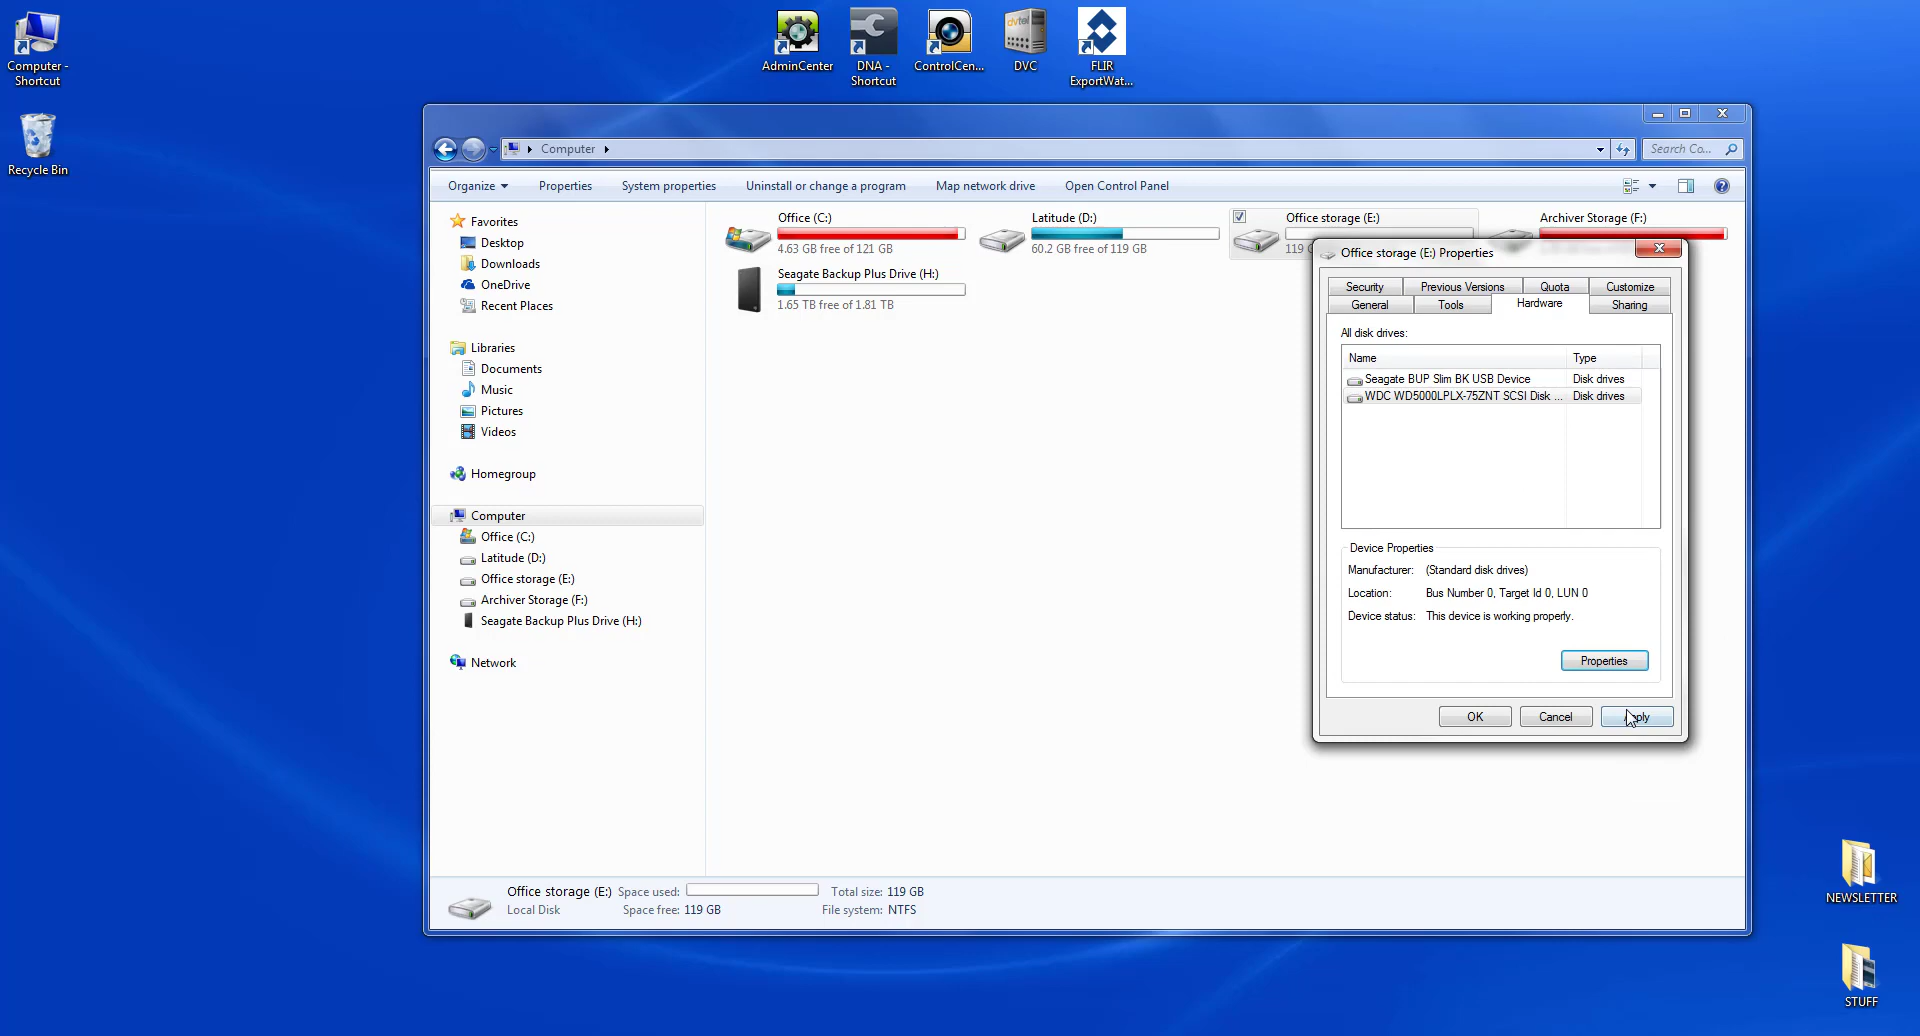 Computer -
Shortcut
Recycle Bin
AdminCenter
DNA -
Shortcut
ControlCen...
dvtel
DVC
FLIR
ExportWat...
Computer
Search Co...
Organize
Properties
System properties
Uninstall or change a program
Map network drive
Open Control Panel
Favorites
Desktop
Downloads
OneDrive
Recent Places
Libraries
Documents
Music
Pictures
Videos
Homegroup
Computer
Office (C:)
Latitude (D:)
Office storage (E:)
Archiver Storage (F:)
Seagate Backup Plus Drive (H:)
Network
Office (C:)
4.63 GB free of 121 GB
Latitude (D:)
60.2 GB free of 119 GB
Office storage (E:)
119 G
Archiver Storage (F:)
Seagate Backup Plus Drive (H:)
1.65 TB free of 1.81 TB
Office storage (E:) Properties
Security Previous Versions Quota Customize
General Tools Hardware Sharing
All disk drives:
Name Type
Seagate BUP Slim BK USB Device Disk drives
WDC WD5000LPLX-75ZNT SCSI Disk ... Disk drives
Device Properties
Manufacturer: (Standard disk drives)
Location: Bus Number 0, Target Id 0, LUN 0
Device status: This device is working properly.
Properties
OK Cancel Apply
Office storage (E:) Space used: Total size: 119 GB
Local Disk Space free: 119 GB File system: NTFS
NEWSLETTER
STUFF